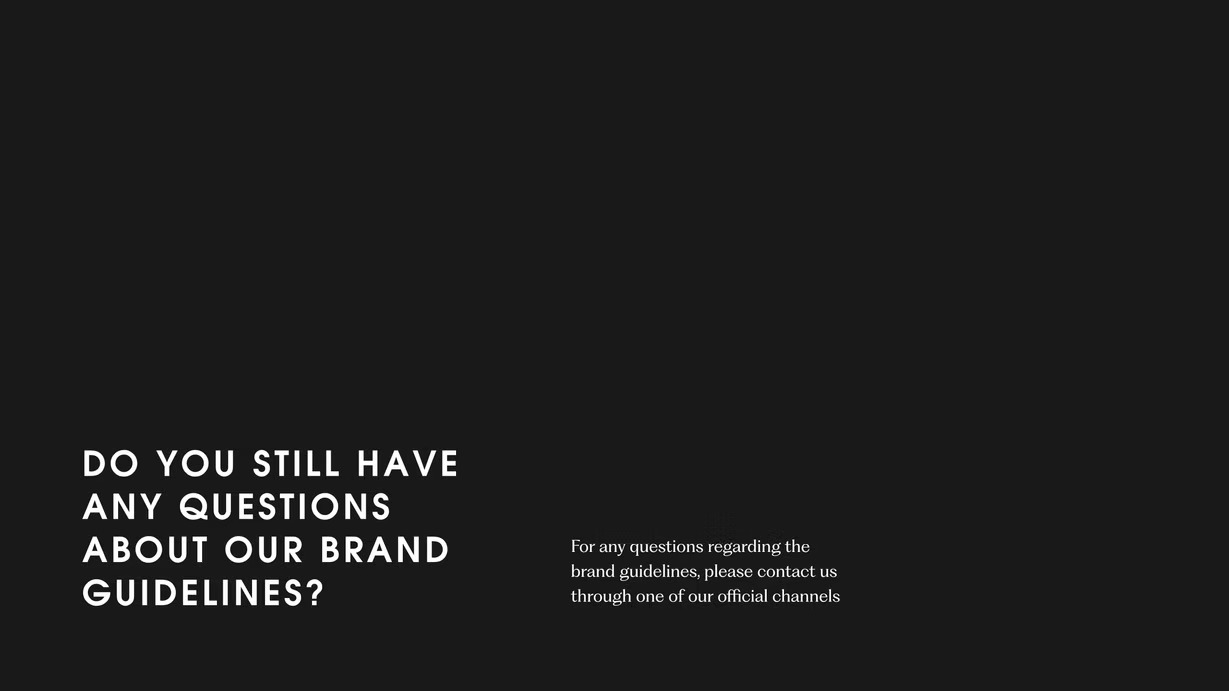 DO YOU STILL HAVE
ANY QUESTIONS
ABOUT OUR BRAND
GUIDELINES?
For any questions regarding the
brand guidelines, please contact us
through one of our official channels